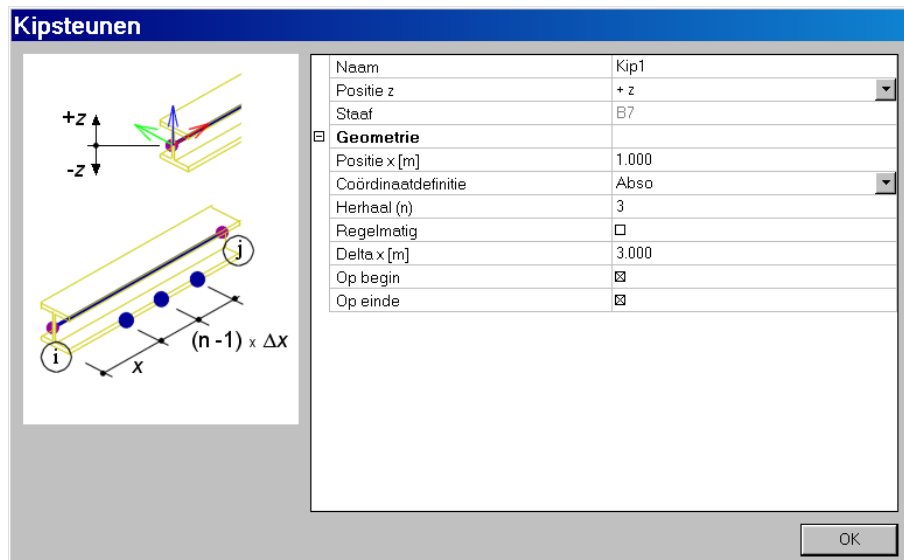 Kipsteunen
+z
-z
i
j
x
(n -1) x Δx
Naam Kip1
Positie z + z
Staaf B7
Geometrie
Positie x [m] 1.000
Coördinaatdefinitie Abso
Herhaal (n) 3
Regelmatig
Delta x [m] 3.000
Op begin
Op einde
OK